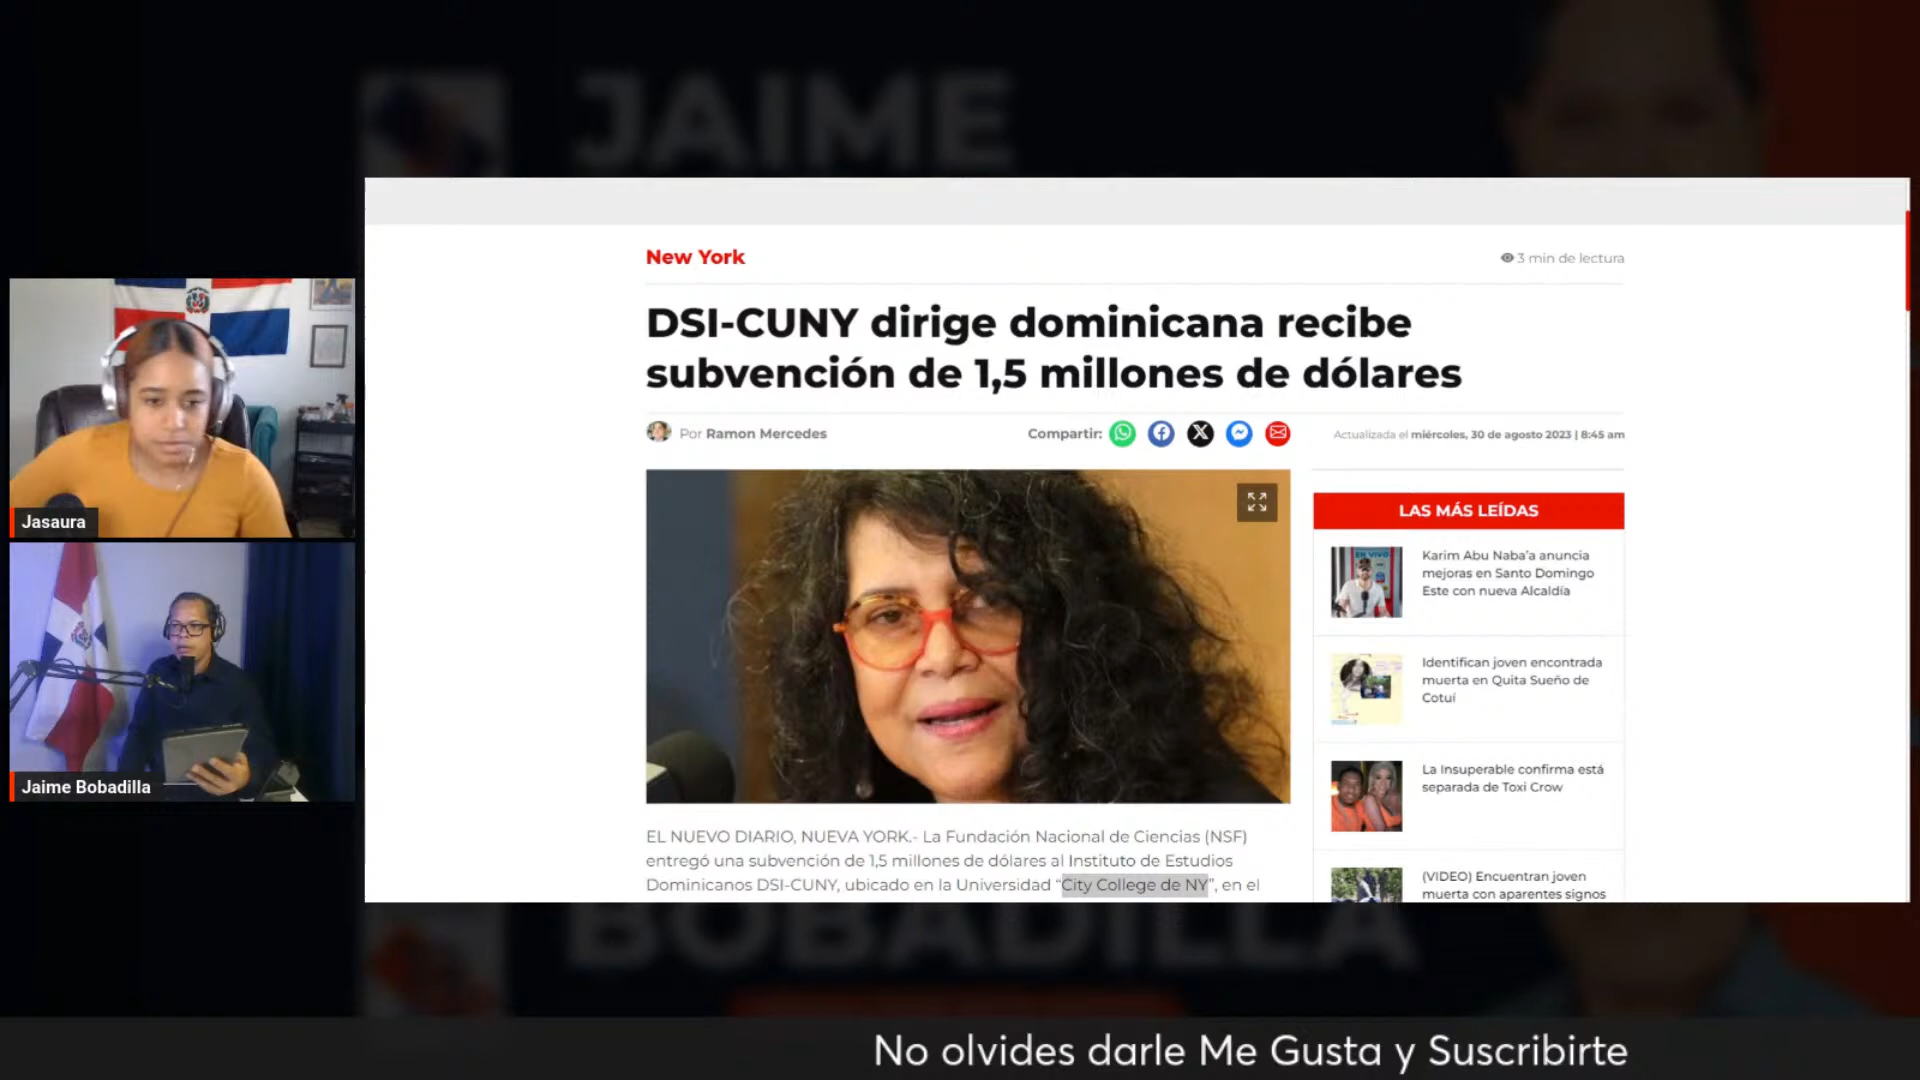 JAIME
New York
3 min de lectura
DSI-CUNY dirige dominicana recibe
subvención de 1,5 millones de dólares
Por Ramon Mercedes
Compartir:
Actualizada el miércoles, 30 de agosto 2023 | 8:45 am
LAS MÁS LEÍDAS
EN VIVO
Karim Abu Naba'a anuncia
mejoras en Santo Domingo
Este con nueva Alcaldía
Identifican joven encontrada
muerta en Quita Sueño de
Cotuí
La Insuperable confirma está
separada de Toxi Crow
(VIDEO) Encuentran joven
muerta con aparentes signos
EL NUEVO DIARIO, NUEVA YORK.- La Fundación Nacional de Ciencias (NSF)
entregó una subvención de 1,5 millones de dólares al Instituto de Estudios
Dominicanos DSI-CUNY, ubicado en la Universidad “City College de NY”, en el
Jasaura
Jaime Bobadilla
BOBADILLA
No olvides darle Me Gusta y Suscribirte